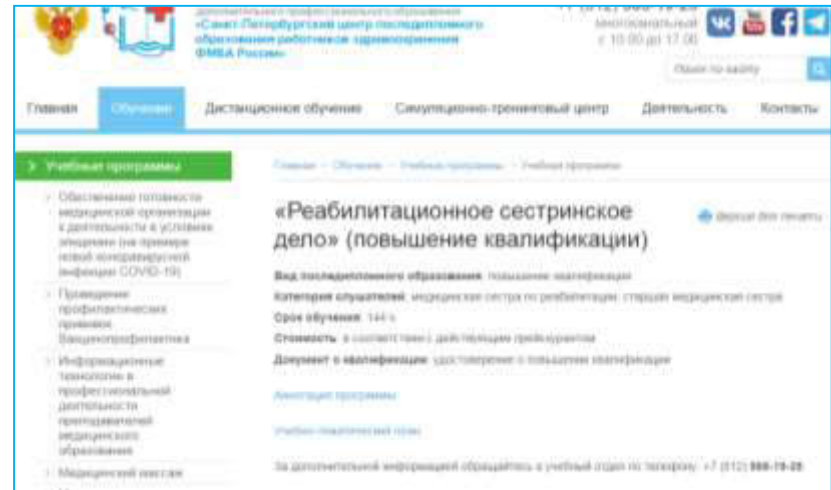 дополнительного профессионального образования
«Санкт-Петербургский центр последипломного
образования работников здравоохранения
ФМБА России»
многоканальный
с 10.00 до 17.00
Поиск по сайту
Главная Обучение Дистанционное обучение Симуляционно-тренинговый центр Деятельность Контакты
Учебные программы
Главная Обучение Учебные программы Учебная программа
Обеспечение готовности
медицинской организации
к деятельности в условиях
эпидемии (на примере
новой коронавирусной
инфекции COVID-19)
Проведение
профилактических
прививок
Вакцинопрофилактика
Информационные
технологии в
профессиональной
деятельности
преподавателей
медицинского
образования
Медицинский массаж
«Реабилитационное сестринское
дело» (повышение квалификации)
версия для печати
Вид последипломного образования: повышение квалификации
Категория слушателей: медицинская сестра по реабилитации, старшая медицинская сестра
Срок обучения: 144 ч.
Стоимость: в соответствии с действующим прейскурантом
Документ о квалификации: удостоверение о повышении квалификации
Аннотация программы
Учебно-тематический план
За дополнительной информацией обращайтесь в учебный отдел по телефону: +7 (812)